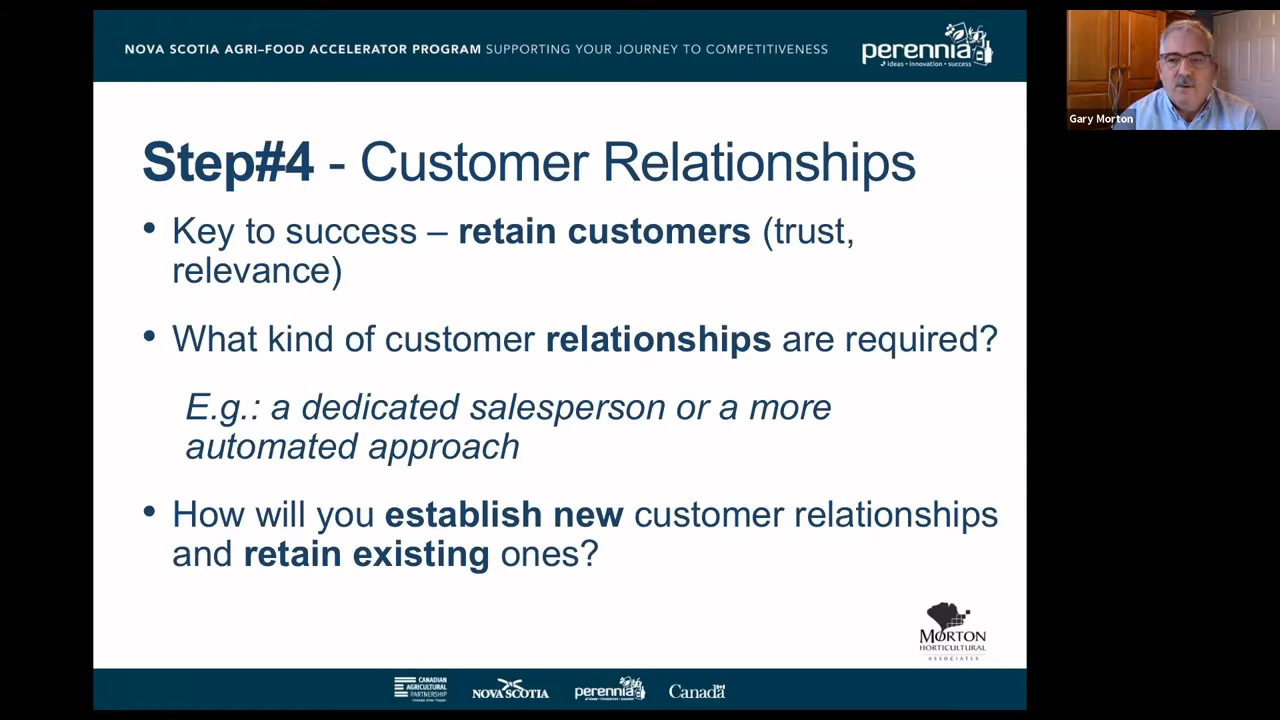 NOVA SCOTIA AGRI–FOOD ACCELERATOR PROGRAM SUPPORTING YOUR JOURNEY TO COMPETITIVENESS
perennia
ideas • innovation • success
Gary Morton
Step#4 - Customer Relationships
• Key to success – retain customers (trust,
relevance)
• What kind of customer relationships are required?
E.g.: a dedicated salesperson or a more
automated approach
• How will you establish new customer relationships
and retain existing ones?
MORTON
HORTICULTURAL
ASSOCIATES
CANADIAN
AGRICULTURAL
PARTNERSHIP
NOVA SCOTIA
perennia
ideas • innovation • success
Canada